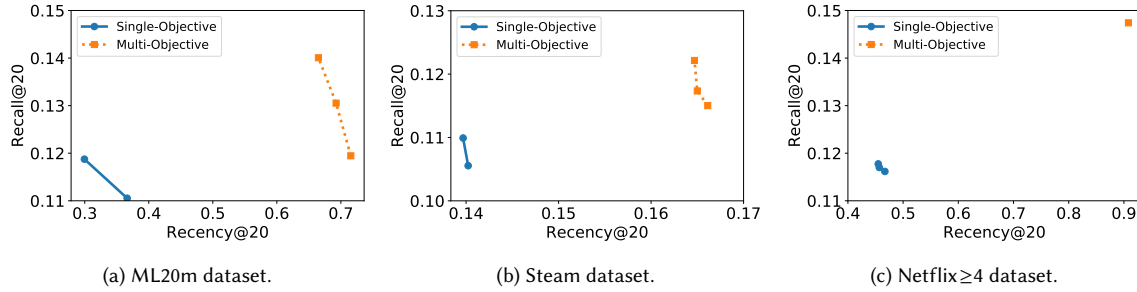 0.15
0.14
0.13
0.12
0.11
Recall@20
Single-Objective
Multi-Objective
0.3 0.4 0.5 0.6 0.7
Recency@20
(a) ML20m dataset.
0.13
0.12
0.11
0.10
Recall@20
Single-Objective
Multi-Objective
0.14 0.15 0.16 0.17
Recency@20
(b) Steam dataset.
0.15
0.14
0.13
0.12
0.11
Recall@20
Single-Objective
Multi-Objective
0.4 0.5 0.6 0.7 0.8 0.9
Recency@20
(c) Netflix≥4 dataset.